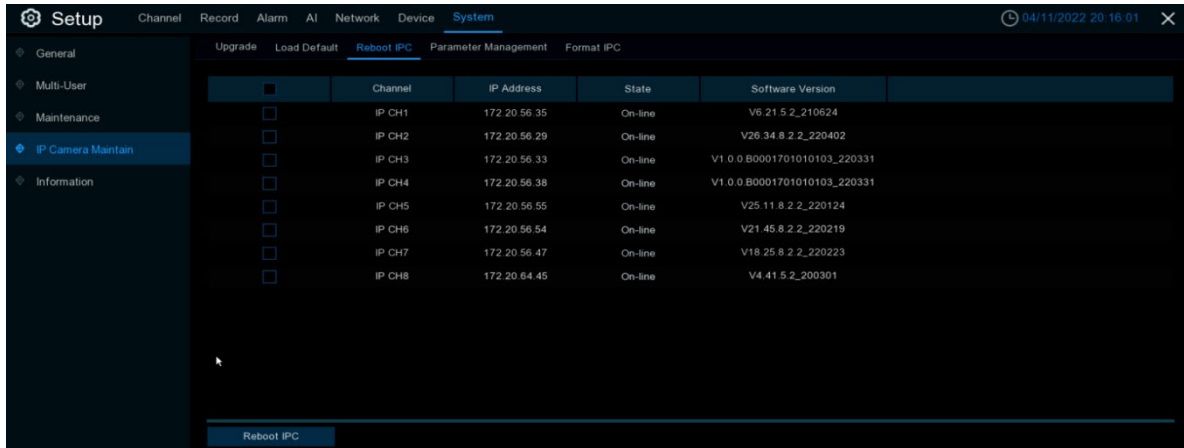 Setup Channel Record Alarm AI Network Device System 04/11/2022 20:16:01
General
Multi-User
Maintenance
IP Camera Maintain
Information
Upgrade Load Default Reboot IPC Parameter Management Format IPC
Channel IP Address State Software Version
IP CH1 172.20.56.35 On-line V6.21.5.2_210624
IP CH2 172.20.56.29 On-line V26.34.8.2.2_220402
IP CH3 172.20.56.33 On-line V1.0.0.B0001701010103_220331
IP CH4 172.20.56.38 On-line V1.0.0.B0001701010103_220331
IP CH5 172.20.56.55 On-line V25.11.8.2.2_220124
IP CH6 172.20.56.54 On-line V21.45.8.2.2_220219
IP CH7 172.20.56.47 On-line V18.25.8.2.2_220223
IP CH8 172.20.64.45 On-line V4.41.5.2_200301
Reboot IPC